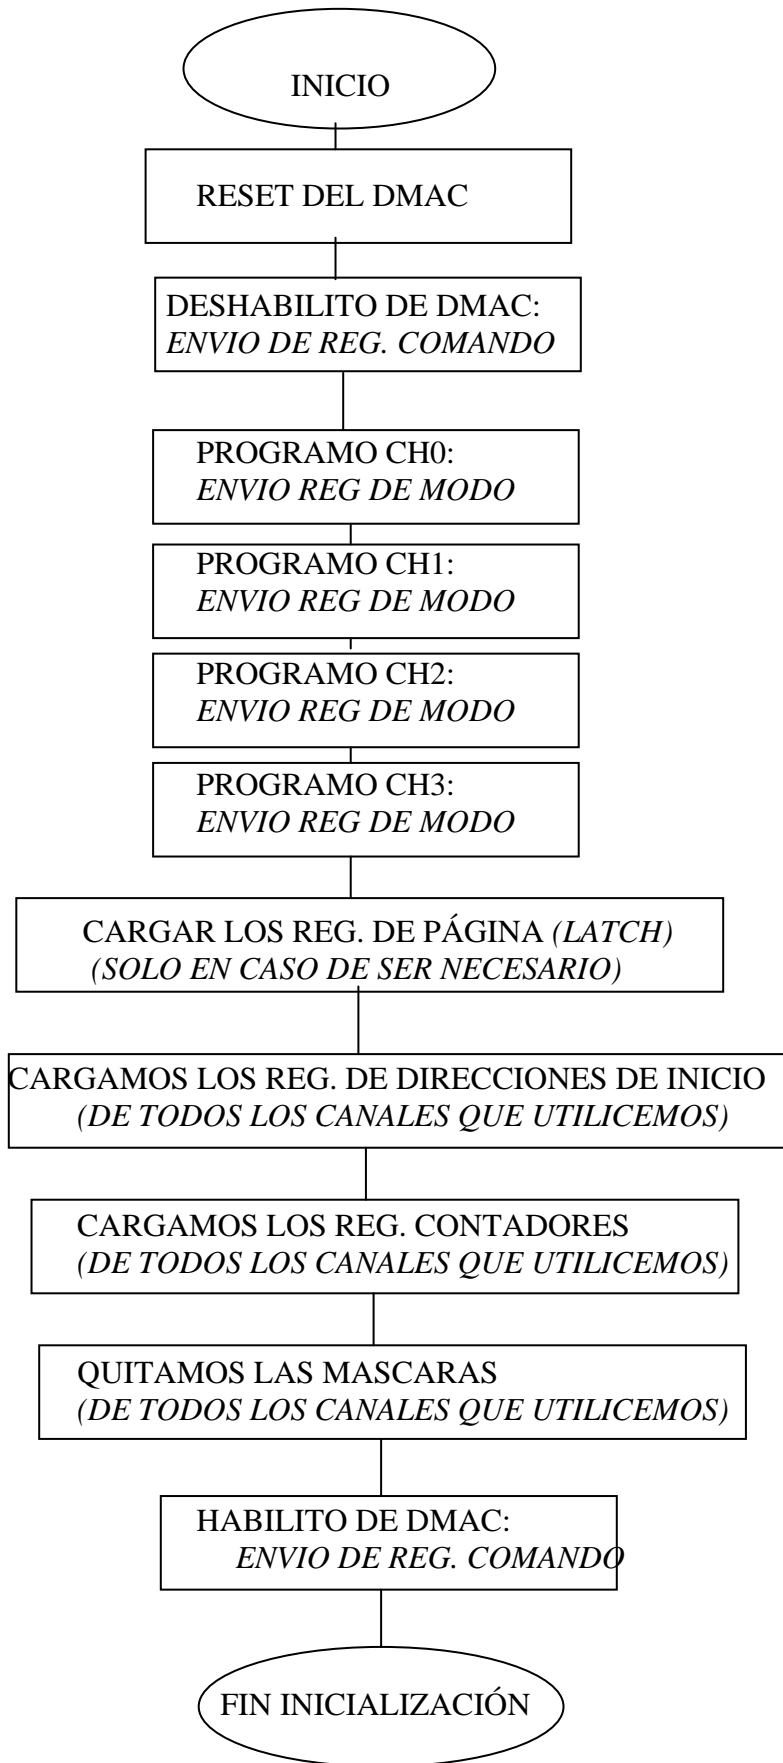 INICIO
RESET DEL DMAC
DESHABILITO DE DMAC:
ENVIO DE REG. COMANDO
PROGRAMO CH0:
ENVIO REG DE MODO
PROGRAMO CH1:
ENVIO REG DE MODO
PROGRAMO CH2:
ENVIO REG DE MODO
PROGRAMO CH3:
ENVIO REG DE MODO
CARGAR LOS REG. DE PÁGINA (LATCH)
(SOLO EN CASO DE SER NECESARIO)
CARGAMOS LOS REG. DE DIRECCIONES DE INICIO
(DE TODOS LOS CANALES QUE UTILICEMOS)
CARGAMOS LOS REG. CONTADORES
(DE TODOS LOS CANALES QUE UTILICEMOS)
QUITAMOS LAS MASCARAS
(DE TODOS LOS CANALES QUE UTILICEMOS)
HABILITO DE DMAC:
ENVIO DE REG. COMANDO
FIN INICIALIZACIÓN